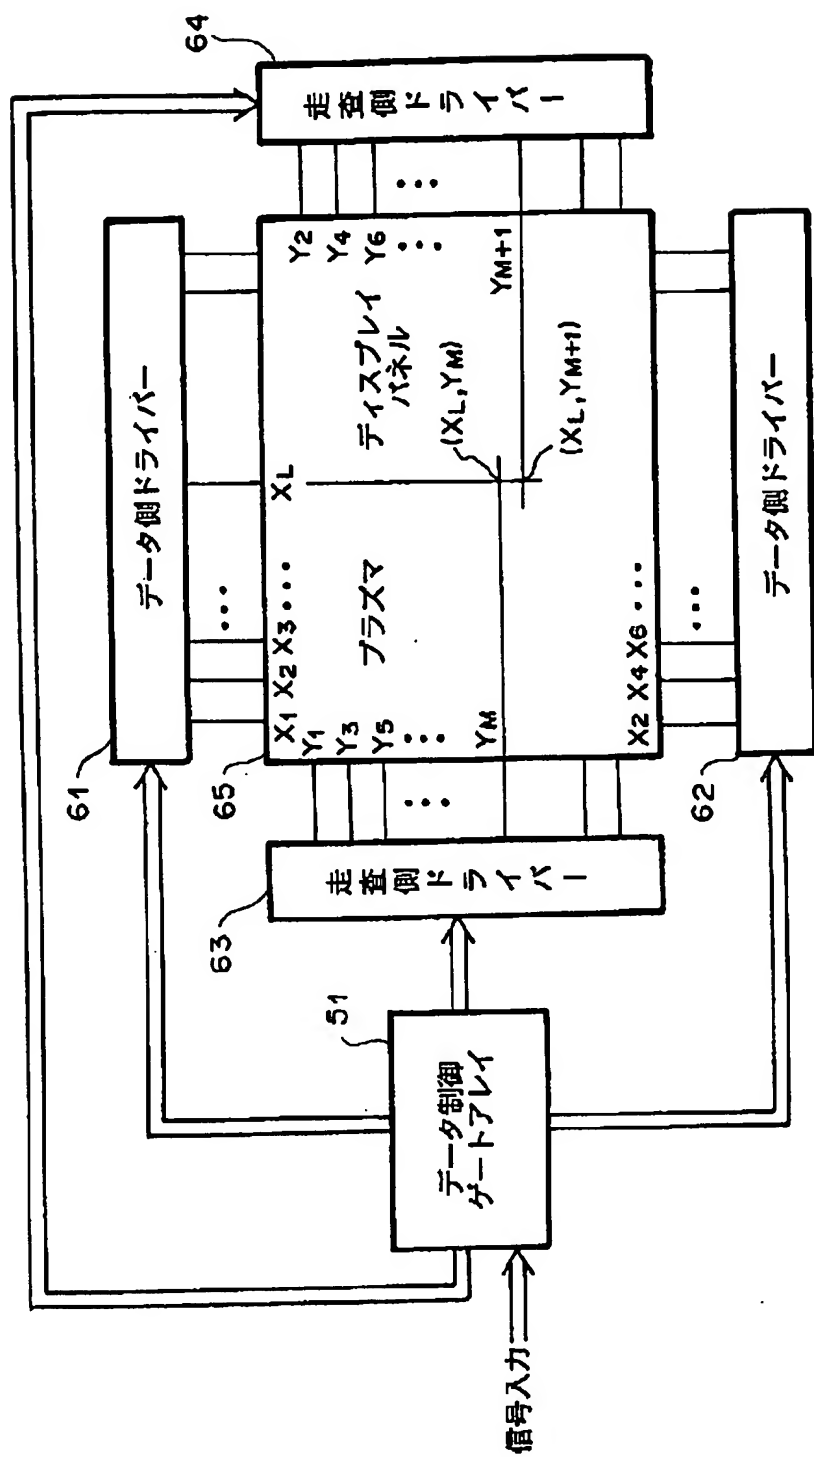 64
走査側ドライバー
データ側ドライバー
61
65
X1 X2 X3 ••• XL
Y1
Y3
Y5
YM
Y2
Y4
Y6
YM+1
プラズマ
ディスプレイ
パネル
(XL,YM)
(XL,YM+1)
X2 X4 X6 •••
63
走査側ドライバー
62
データ側ドライバー
51
データ制御
ゲートアレイ
信号入力